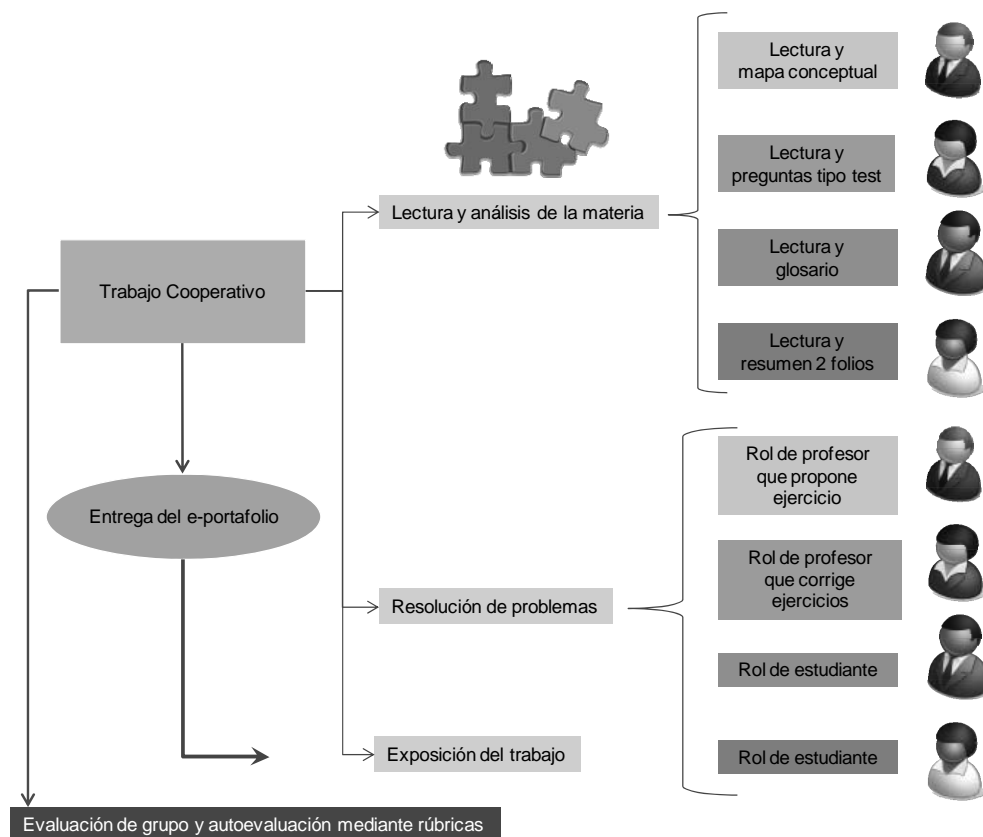 Lectura y
mapa conceptual
Lectura y
preguntas tipo test
Lectura y análisis de la materia
Lectura y
glosario
Trabajo Cooperativo
Lectura y
resumen 2 folios
Rol de profesor
que propone
ejercicio
Entrega del e-portafolio
Rol de profesor
que corrige
ejercicios
Resolución de problemas
Rol de estudiante
Exposición del trabajo
Rol de estudiante
Evaluación de grupo y autoevaluación mediante rúbricas